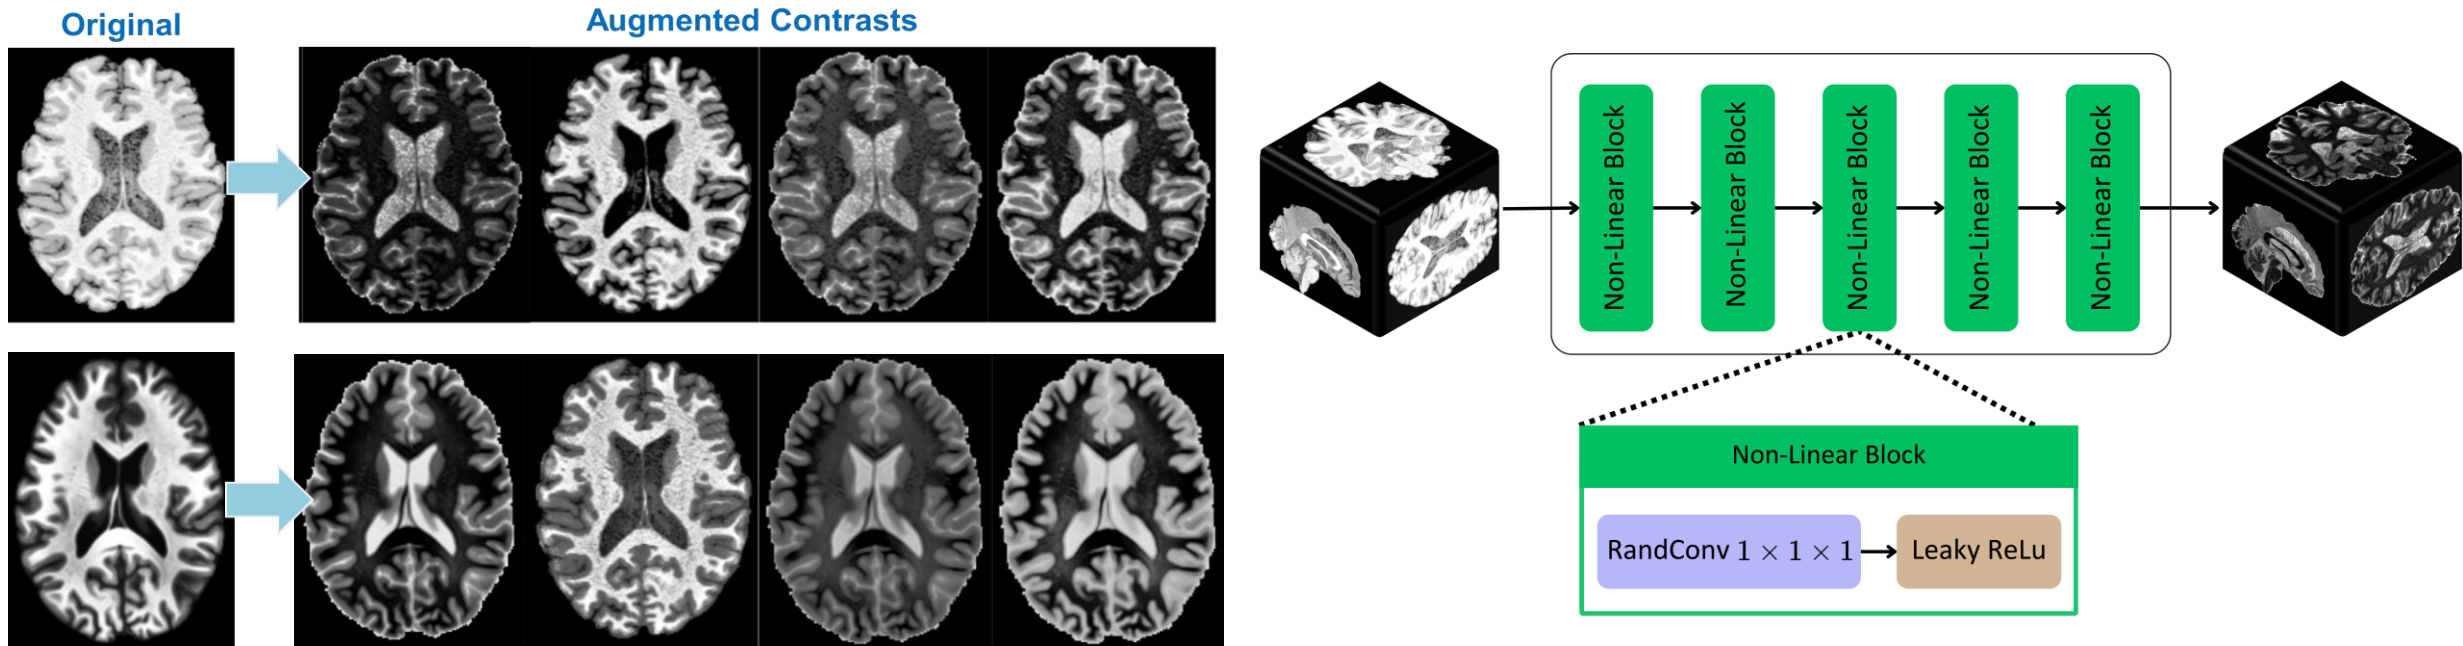 Original
Augmented Contrasts
Non-Linear Block
Non-Linear Block
Non-Linear Block
Non-Linear Block
Non-Linear Block
Non-Linear Block
RandConv 1 × 1 × 1
Leaky ReLu